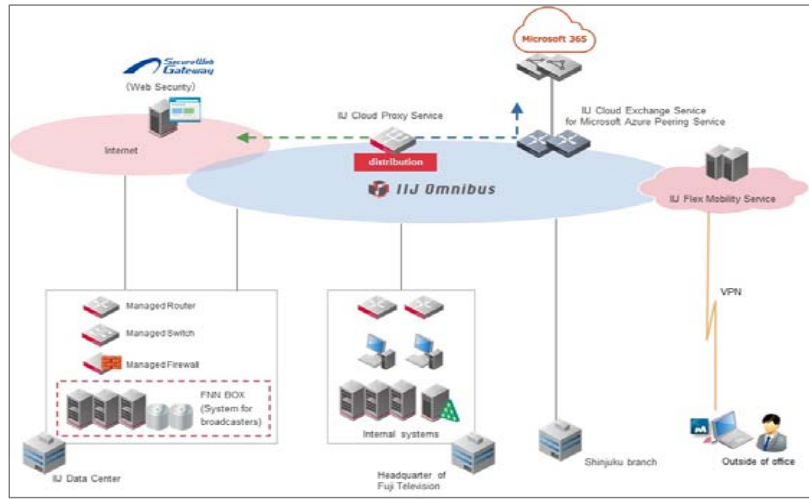 Microsoft 365
SecureWeb
Gateway
(Web Security)
IIJ Cloud Proxy Service
IIJ Cloud Exchange Service
for Microsoft Azure Peering Service
Internet
distribution
IIJ Omnibus
IIJ Flex Mobility Service
VPN
Managed Router
Managed Switch
Managed Firewall
FNN BOX
(System for
broadcasters)
Internal systems
IIJ Data Center
Headquarter of
Fuji Television
Shinjuku branch
Outside of office